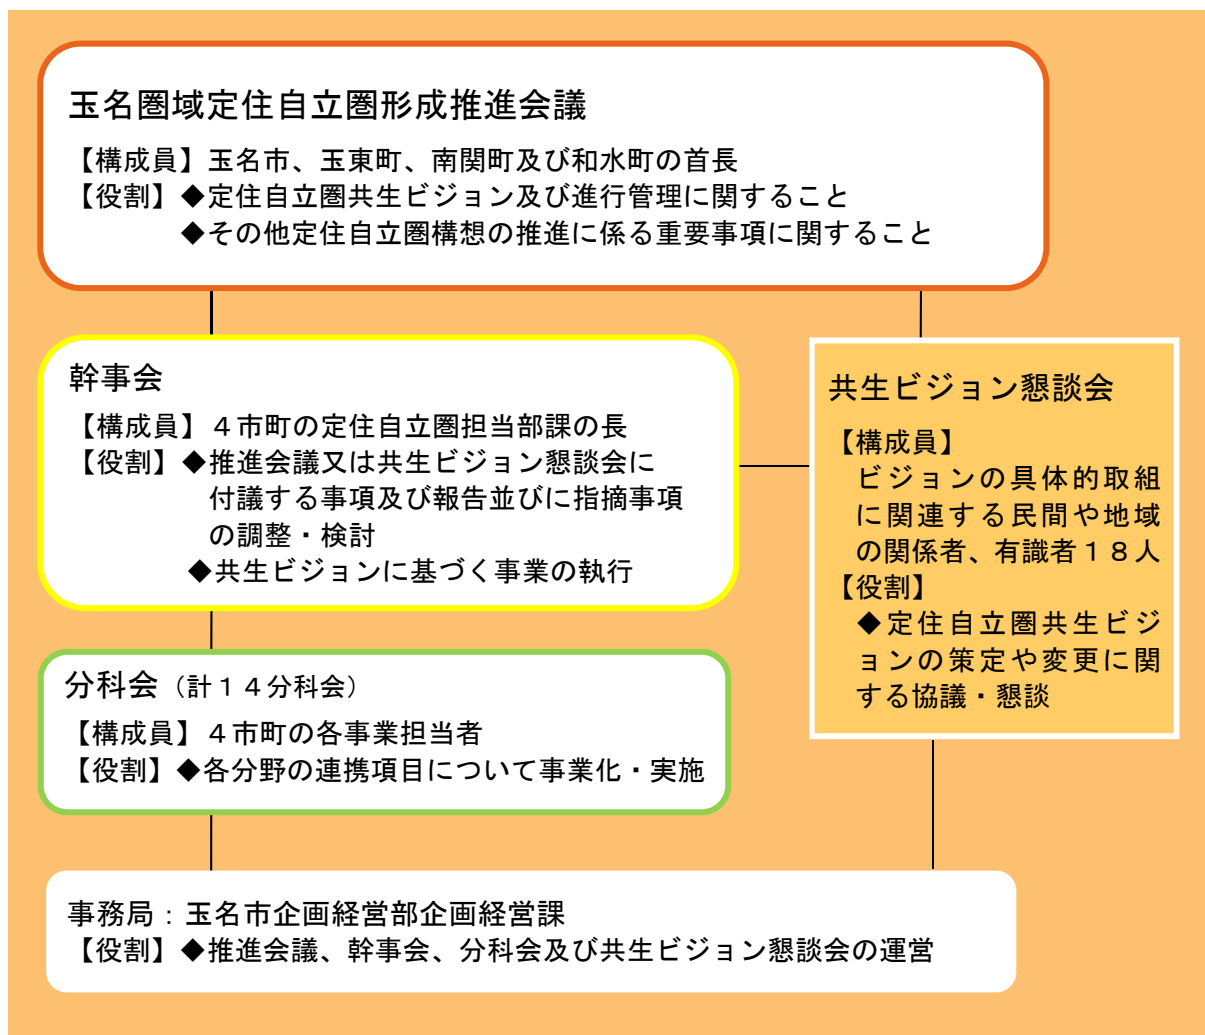 玉名圏域定住自立圏形成推進会議
【構成員】玉名市、玉東町、南関町及び和水町の首長
【役割】◆定住自立圏共生ビジョン及び進行管理に関すること
◆その他定住自立圏構想の推進に係る重要事項に関すること
幹事会
【構成員】４市町の定住自立圏担当部課の長
【役割】◆推進会議又は共生ビジョン懇談会に
付議する事項及び報告並びに指摘事項
の調整・検討
◆共生ビジョンに基づく事業の執行
共生ビジョン懇談会
【構成員】
ビジョンの具体的取組
に関連する民間や地域
の関係者、有識者１８人
【役割】
◆定住自立圏共生ビジ
ョンの策定や変更に関
する協議・懇談
分科会（計１４分科会）
【構成員】４市町の各事業担当者
【役割】◆各分野の連携項目について事業化・実施
事務局：玉名市企画経営部企画経営課
【役割】◆推進会議、幹事会、分科会及び共生ビジョン懇談会の運営